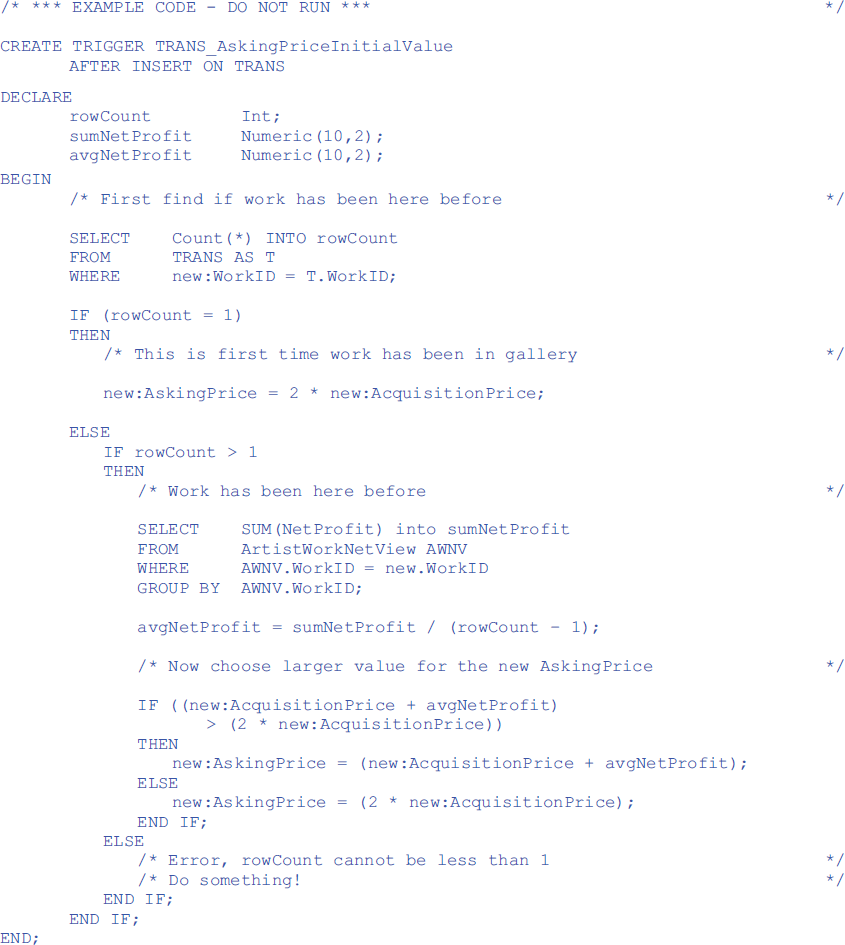 /* *** EXAMPLE CODE – DO NOT RUN *** */
CREATE TRIGGER TRANS_AskingPriceInitialValue
AFTER INSERT ON TRANS
DECLARE
rowCount Int;
sumNetProfit Numeric(10,2);
avgNetProfit Numeric(10,2);
BEGIN
/* First find if work has been here before */
SELECT Count(*) INTO rowCount
FROM TRANS AS T
WHERE new:WorkID = T.WorkID;
IF (rowCount = 1)
THEN
/* This is first time work has been in gallery */
new:AskingPrice = 2 * new:AcquisitionPrice;
ELSE
IF rowCount > 1
THEN
/* Work has been here before */
SELECT SUM(NetProfit) into sumNetProfit
FROM ArtistWorkNetView AWNV
WHERE AWNV.WorkID = new.WorkID
GROUP BY AWNV.WorkID;
avgNetProfit = sumNetProfit / (rowCount – 1);
/* Now choose larger value for the new AskingPrice */
IF ((new:AcquisitionPrice + avgNetProfit)
> (2 * new:AcquisitionPrice))
THEN
new:AskingPrice = (new:AcquisitionPrice + avgNetProfit);
ELSE
new:AskingPrice = (2 * new:AcquisitionPrice);
END IF;
ELSE
/* Error, rowCount cannot be less than 1 */
/* Do something! */
END IF;
END IF;
END;